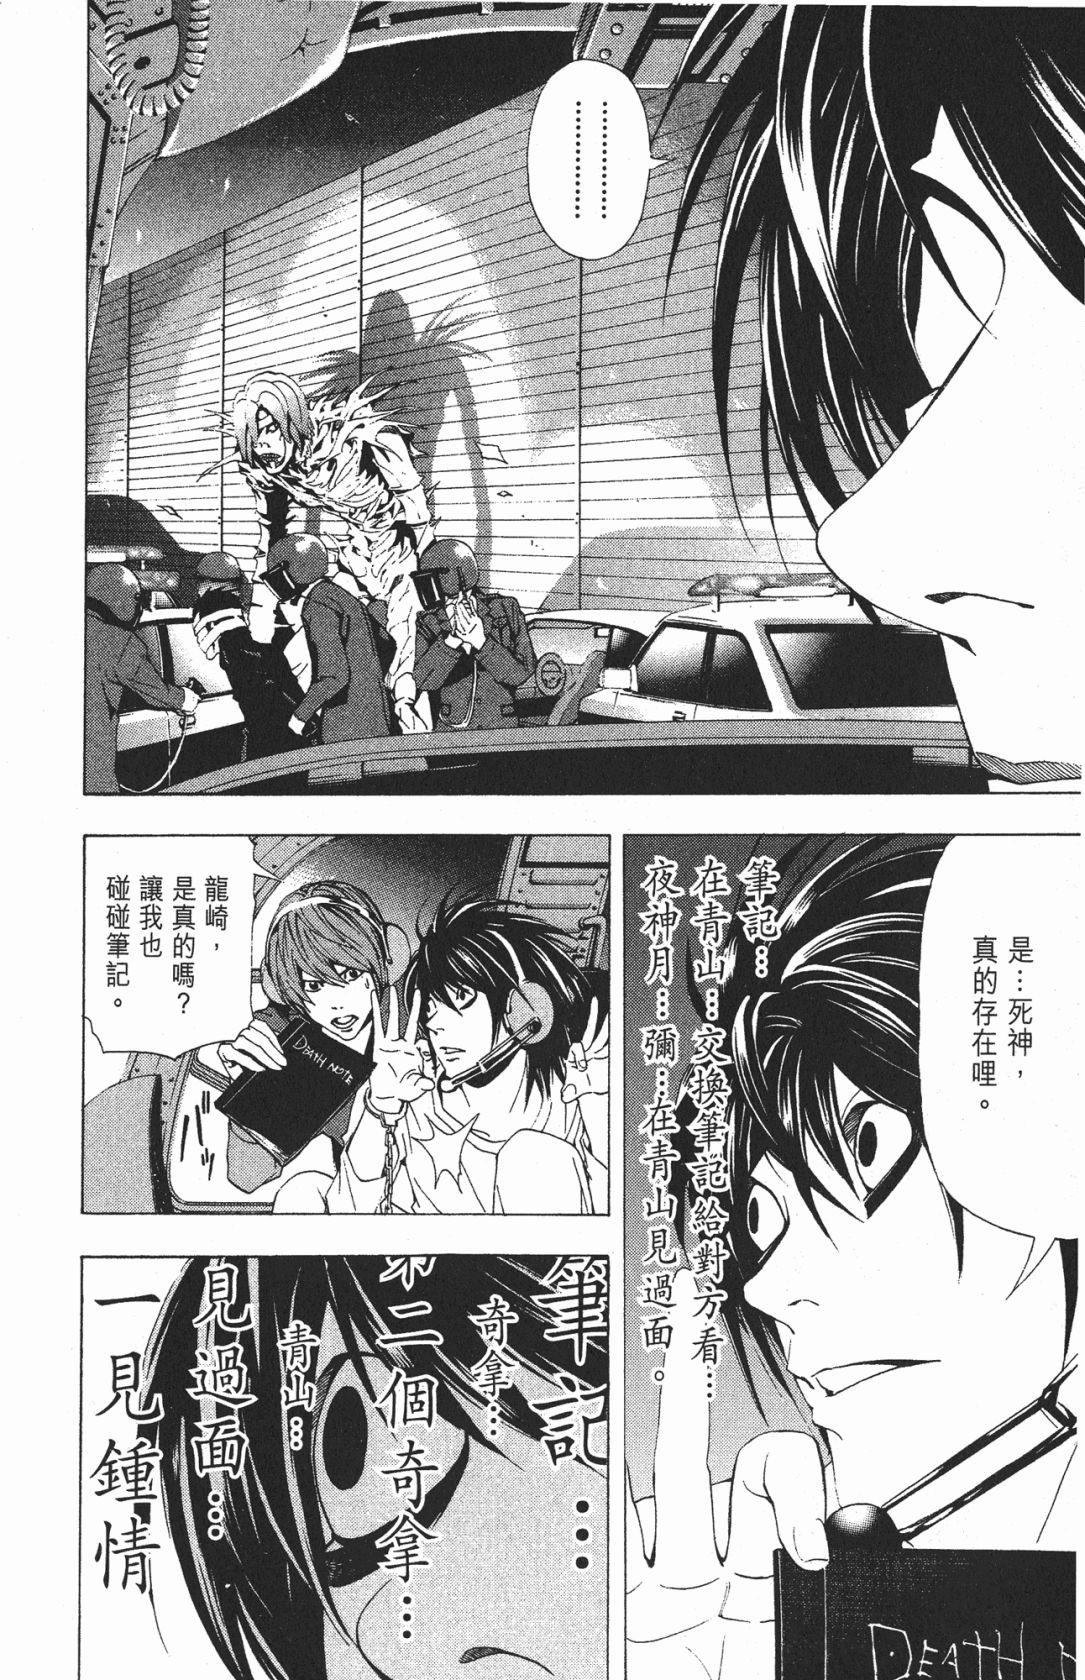 …………
…………
是…死神，
真的存在哩。
筆記…
在青山…交換筆記給對方看…
夜神月…彌…在青山見過面。
DEATH
龍崎，
是真的嗎？
讓我也
碰碰筆記。
DEATH NOTE
筆記…
奇拿…
第二個奇拿…
青山…
見過面…
一見鍾情